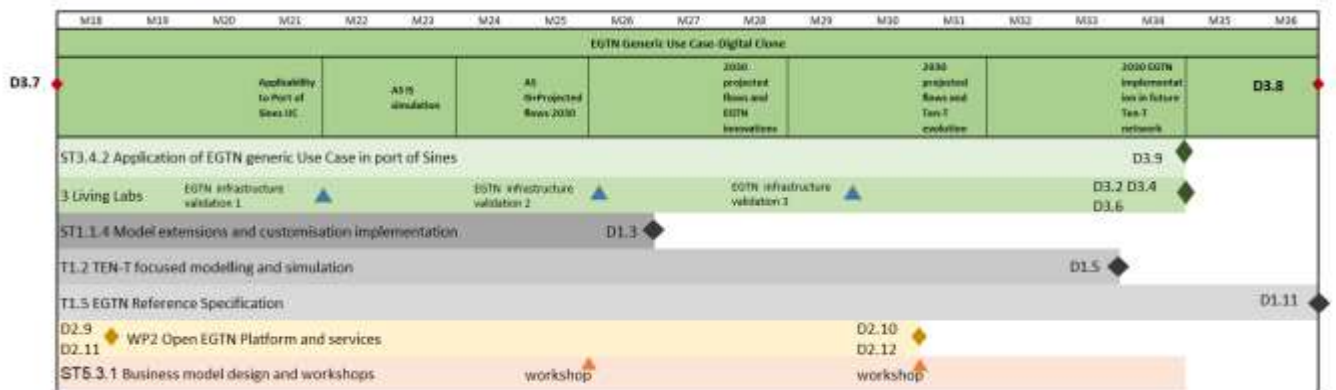 M18 M19 M20 M21 M22 M23 M24 M25 M26 M27 M28 M29 M30 M31 M32 M33 M34 M35 M36
EGTN Generic Use Case-Digital Clone
D3.7
Applicability
to Port of
Sines UC
AS IS
simulation
AS
IS+Projected
flows 2030
2030
projected
flows and
EGTN
innovations
2030
projected
flows and
Ten-T
evolution
2030 EGTN
implementat
ion in future
Ten-T
network
D3.8
ST3.4.2 Application of EGTN generic Use Case in port of Sines
D3.9
3 Living Labs
EGTN infrastructure
validation 1
EGTN infrastructure
validation 2
EGTN infrastructure
validation 3
D3.2 D3.4
D3.6
ST1.1.4 Model extensions and customisation implementation
D1.3
T1.2 TEN-T focused modelling and simulation
D1.5
T1.5 EGTN Reference Specification
D1.11
D2.9
D2.11
WP2 Open EGTN Platform and services
D2.10
D2.12
ST5.3.1 Business model design and workshops
workshop
workshop